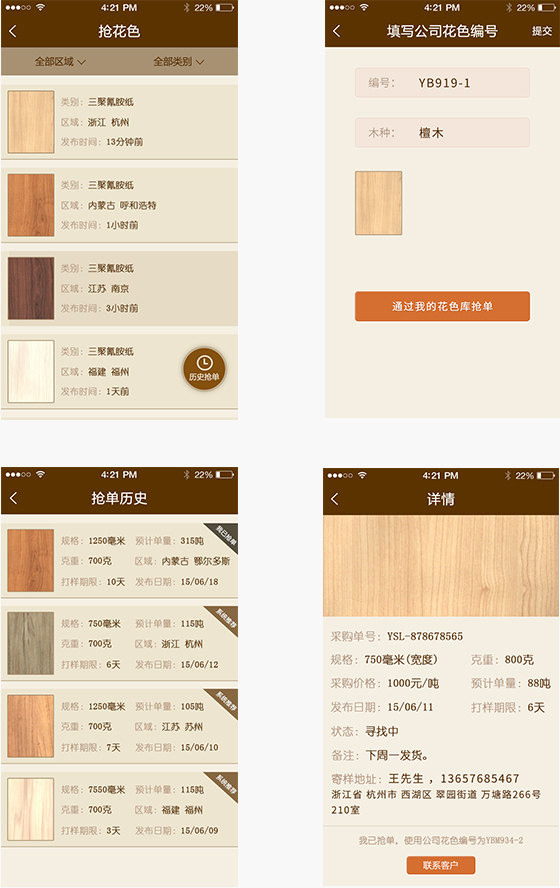 4:21 PM 22%
抢花色
全部区域 全部类别
类别: 三聚氰胺纸
区域: 浙江 杭州
发布时间: 13分钟前
类别: 三聚氰胺纸
区域: 内蒙古 呼和浩特
发布时间: 1小时前
类别: 三聚氰胺纸
区域: 江苏 南京
发布时间: 3小时前
类别: 三聚氰胺纸
区域: 福建 福州
发布时间: 1天前
历史抢单
4:21 PM 22%
填写公司花色编号 提交
编号: YB919-1
木种: 檀木
通过我的花色库抢单
4:21 PM 22%
抢单历史
我已抢单
规格: 1250毫米 预计单量: 315吨
克重: 700克 区域: 内蒙古 鄂尔多斯
打样期限: 10天 发布日期: 15/06/18
系统推荐
规格: 750毫米 预计单量: 115吨
克重: 700克 区域: 浙江 杭州
打样期限: 6天 发布日期: 15/06/12
系统推荐
规格: 1250毫米 预计单量: 105吨
克重: 700克 区域: 江苏 苏州
打样期限: 7天 发布日期: 15/06/10
系统推荐
规格: 7550毫米 预计单量: 115吨
克重: 700克 区域: 福建 福州
打样期限: 3天 发布日期: 15/06/09
4:21 PM 22%
详情
采购单号: YSL-878678565
规格: 750毫米(宽度) 克重: 800克
采购价格: 1000元/吨 预计单量: 88吨
发布日期: 15/06/11 打样期限: 6天
状态: 寻找中
备注: 下周一发货。
寄样地址: 王先生 , 13657685467
浙江省 杭州市 西湖区 翠园街道 万塘路266号
210室
我已抢单, 使用公司花色编号为YBM934-2
联系客户